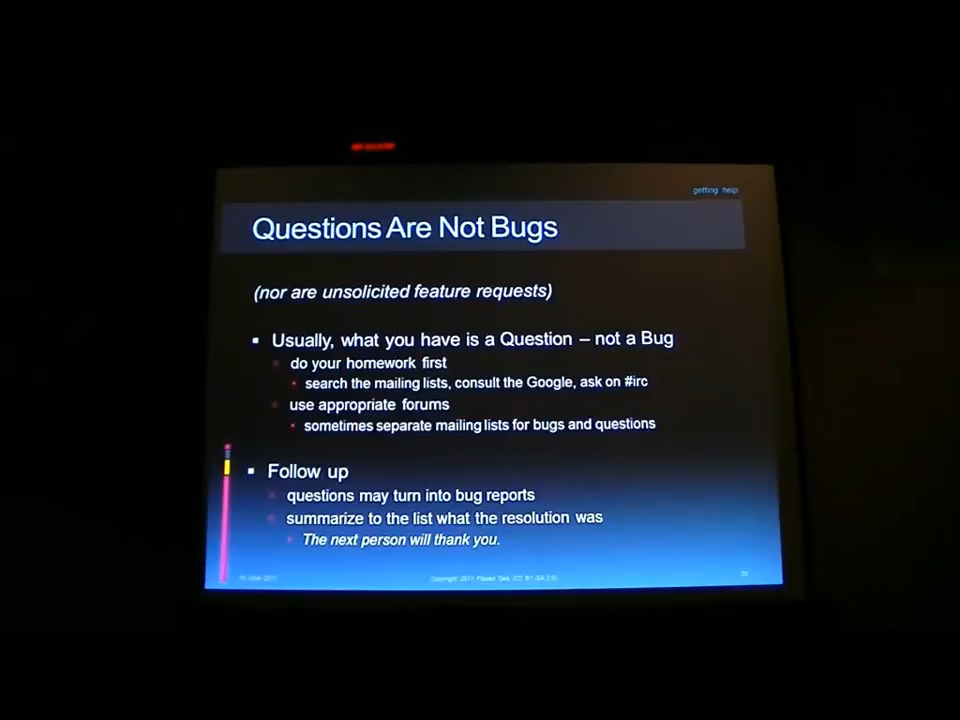 getting help
Questions Are Not Bugs
(nor are unsolicited feature requests)
▪ Usually, what you have is a Question – not a Bug
▪ do your homework first
▪ search the mailing lists, consult the Google, ask on #irc
▪ use appropriate forums
▪ sometimes separate mailing lists for bugs and questions
▪ Follow up
▪ questions may turn into bug reports
▪ summarize to the list what the resolution was
▪ The next person will thank you.
Copyright 2011